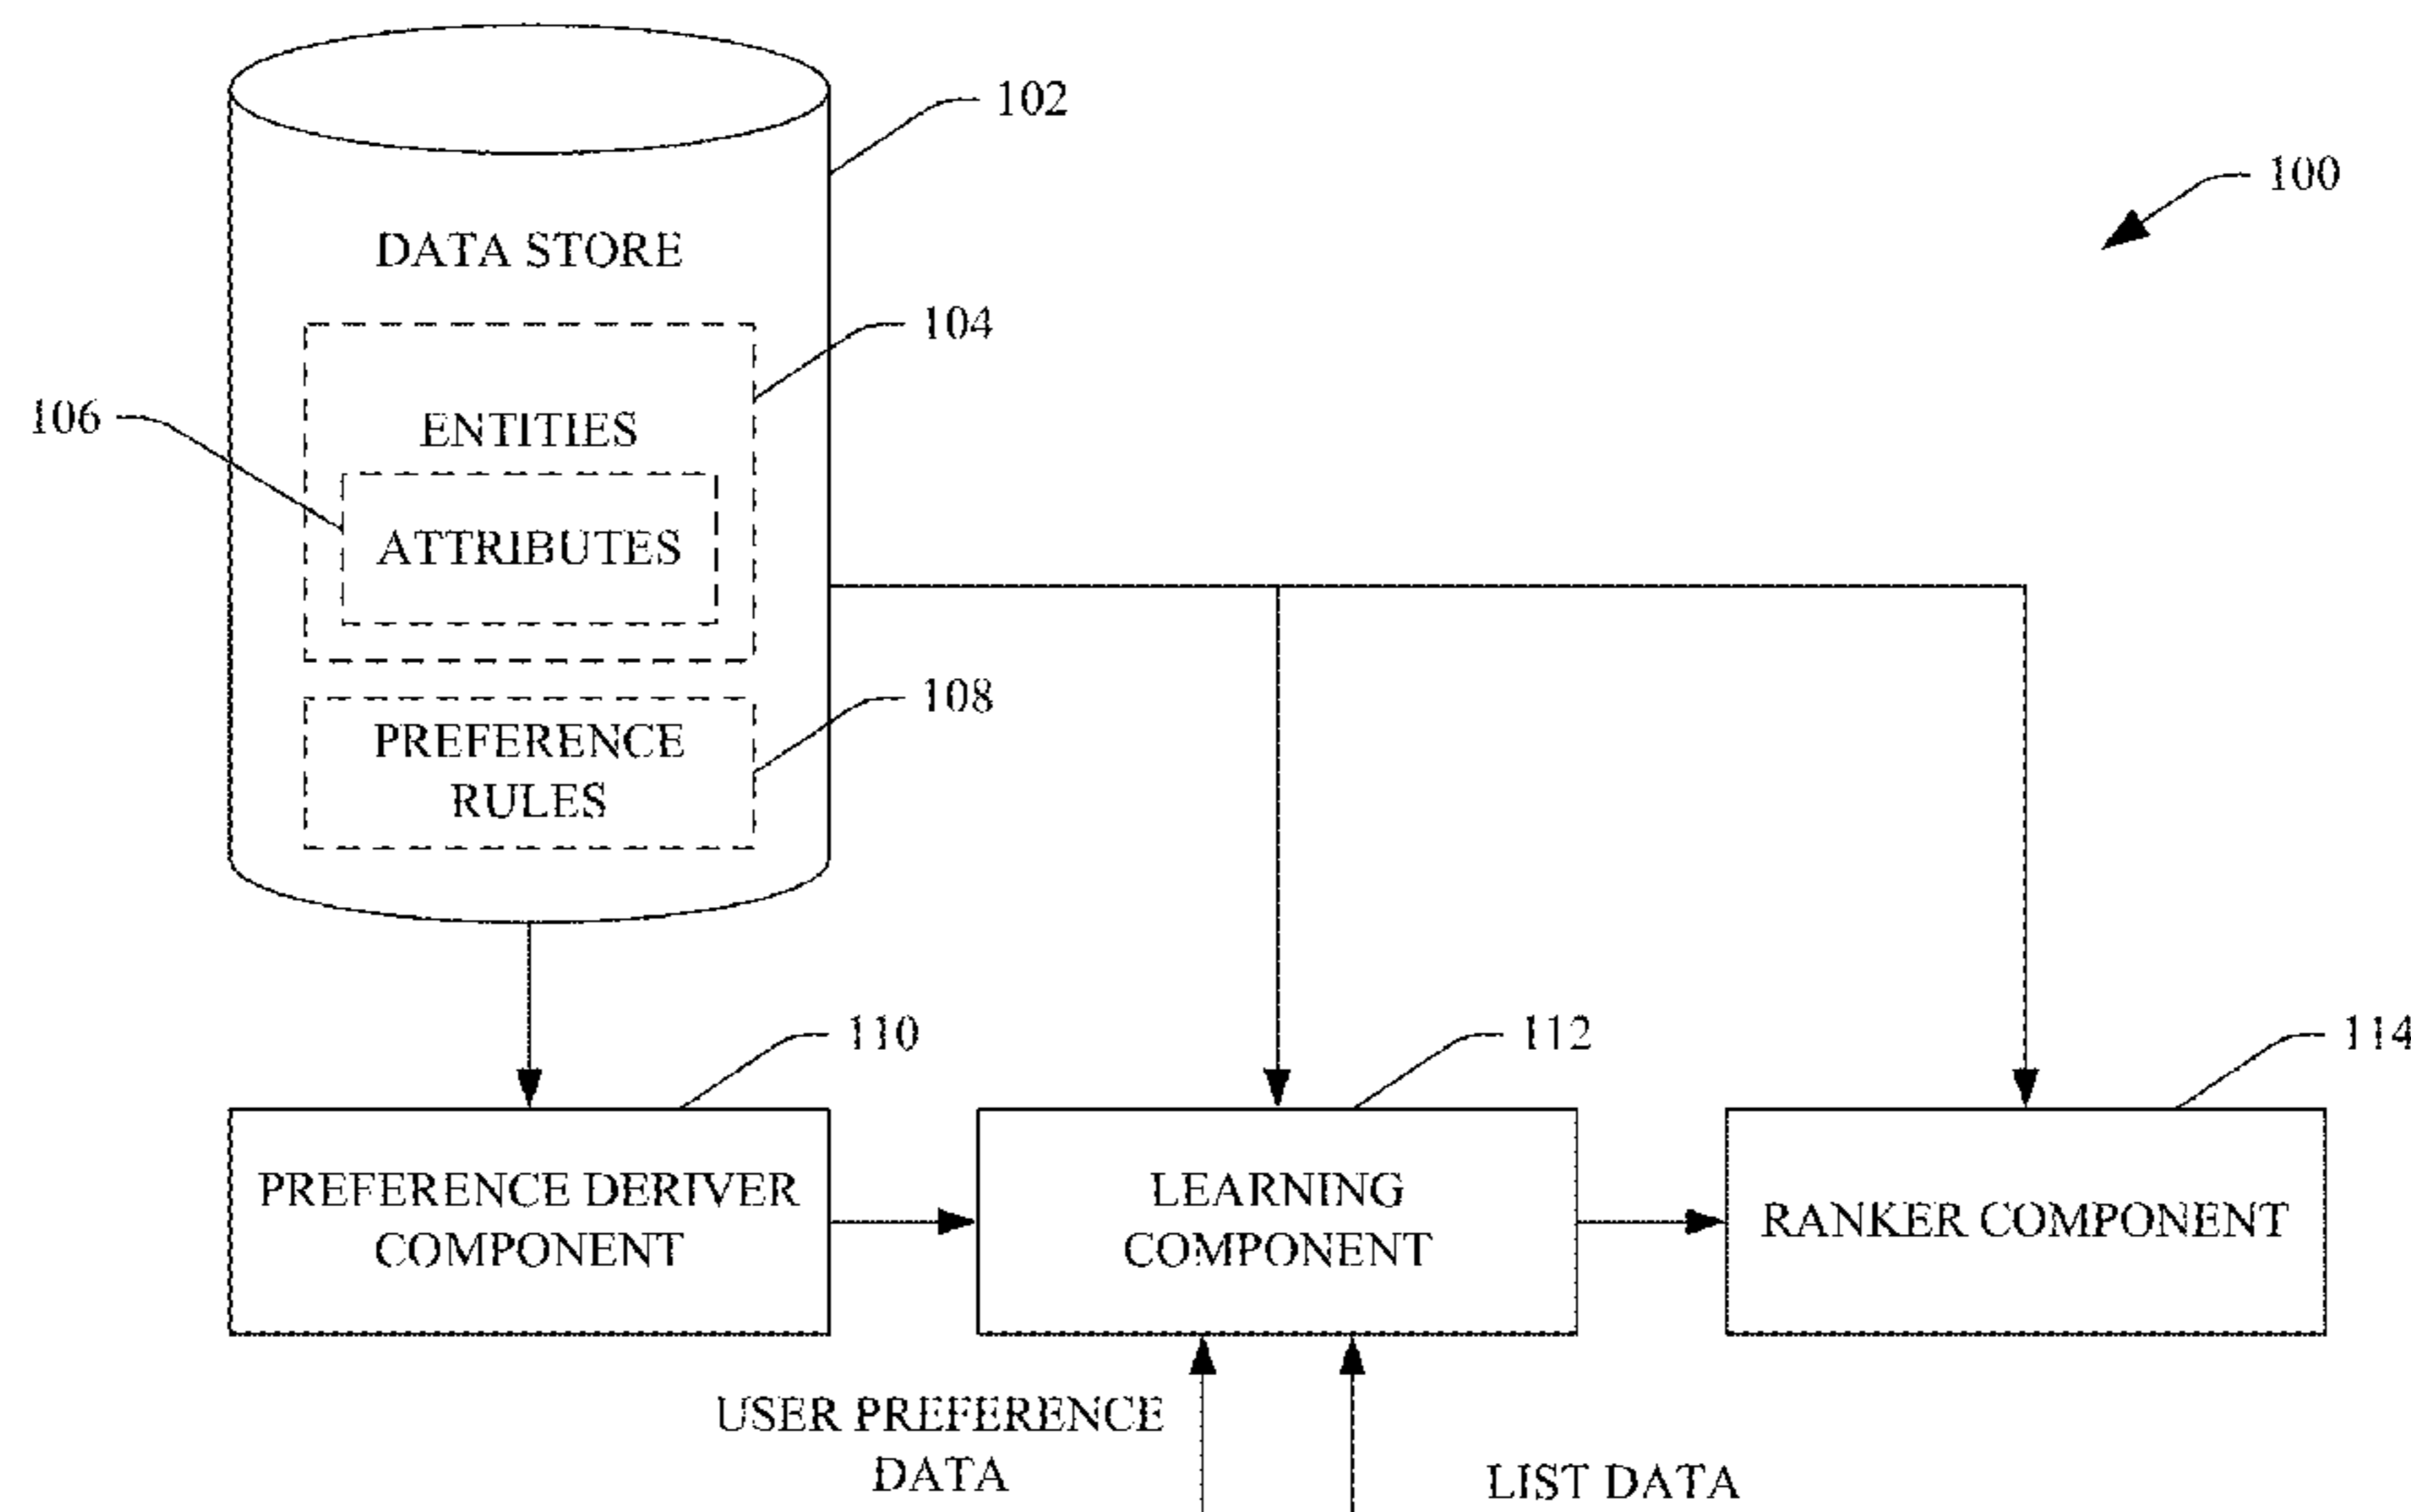 102
100
DATA STORE
104
106
ENTITIES
ATTRIBUTES
108
PREFERENCE
RULES
110
112
114
PREFERENCE DERIVER
COMPONENT
LEARNING
COMPONENT
RANKER COMPONENT
USER PREFERENCE
DATA
LIST DATA